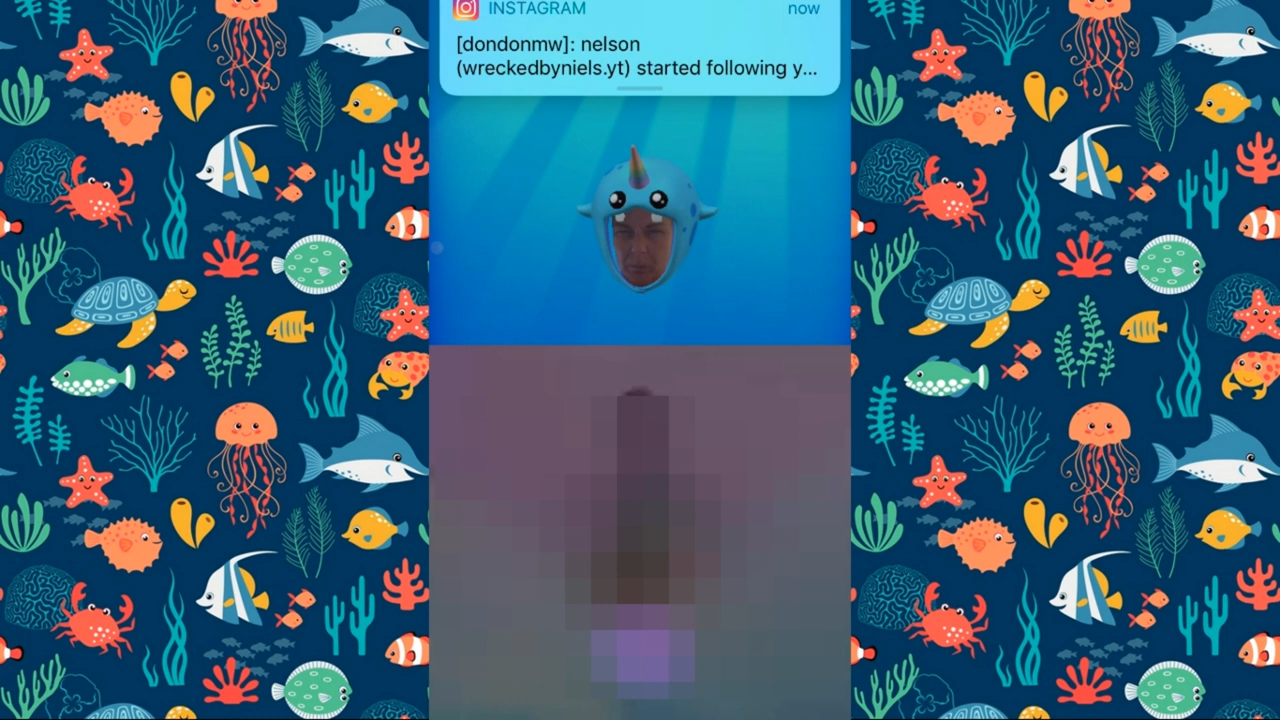 INSTAGRAM now
[dondonmw]: nelson
(wreckedbyniels.yt) started following y...